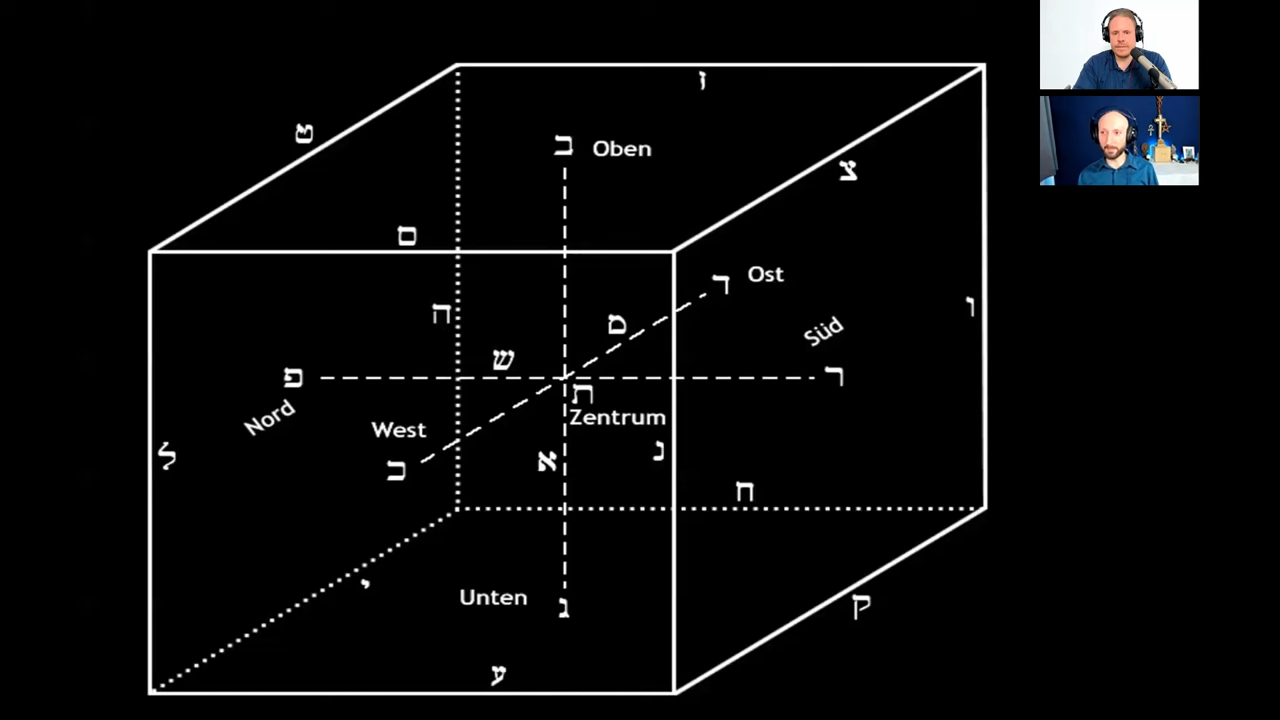 ז
ט
ב Oben
צ
ם
ר Ost
ה
ו
מ
Süd
ש
פ
ר
ת
Nord
Zentrum
West
ל
נ
א
כ
ח
י
Unten ג
ק
ע